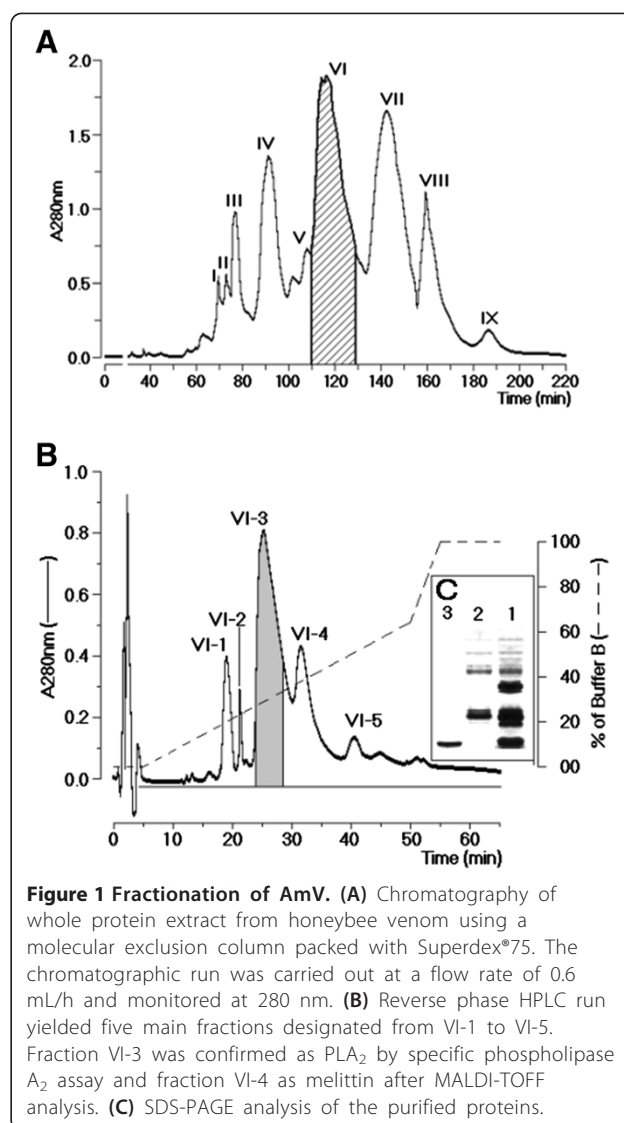 A
2.0
1.5
1.0
0.5
0.0
A280nm
I
II
III
IV
V
VI
VII
VIII
IX
0 40 60 80 100 120 140 160 180 200 220
Time (min)
B
1.0
0.8
0.6
0.4
0.2
0.0
A280nm (——)
VI-1
VI-2
VI-3
VI-4
VI-5
C
3 2 1
100
80
60
40
20
00
% of Buffer B (– – –)
0 10 20 30 40 50 60
Time (min)
Figure 1 Fractionation of AmV. (A) Chromatography of
whole protein extract from honeybee venom using a
molecular exclusion column packed with Superdex®75. The
chromatographic run was carried out at a flow rate of 0.6
mL/h and monitored at 280 nm. (B) Reverse phase HPLC run
yielded five main fractions designated from VI-1 to VI-5.
Fraction VI-3 was confirmed as PLA₂ by specific phospholipase
A₂ assay and fraction VI-4 as melittin after MALDI-TOFF
analysis. (C) SDS-PAGE analysis of the purified proteins.